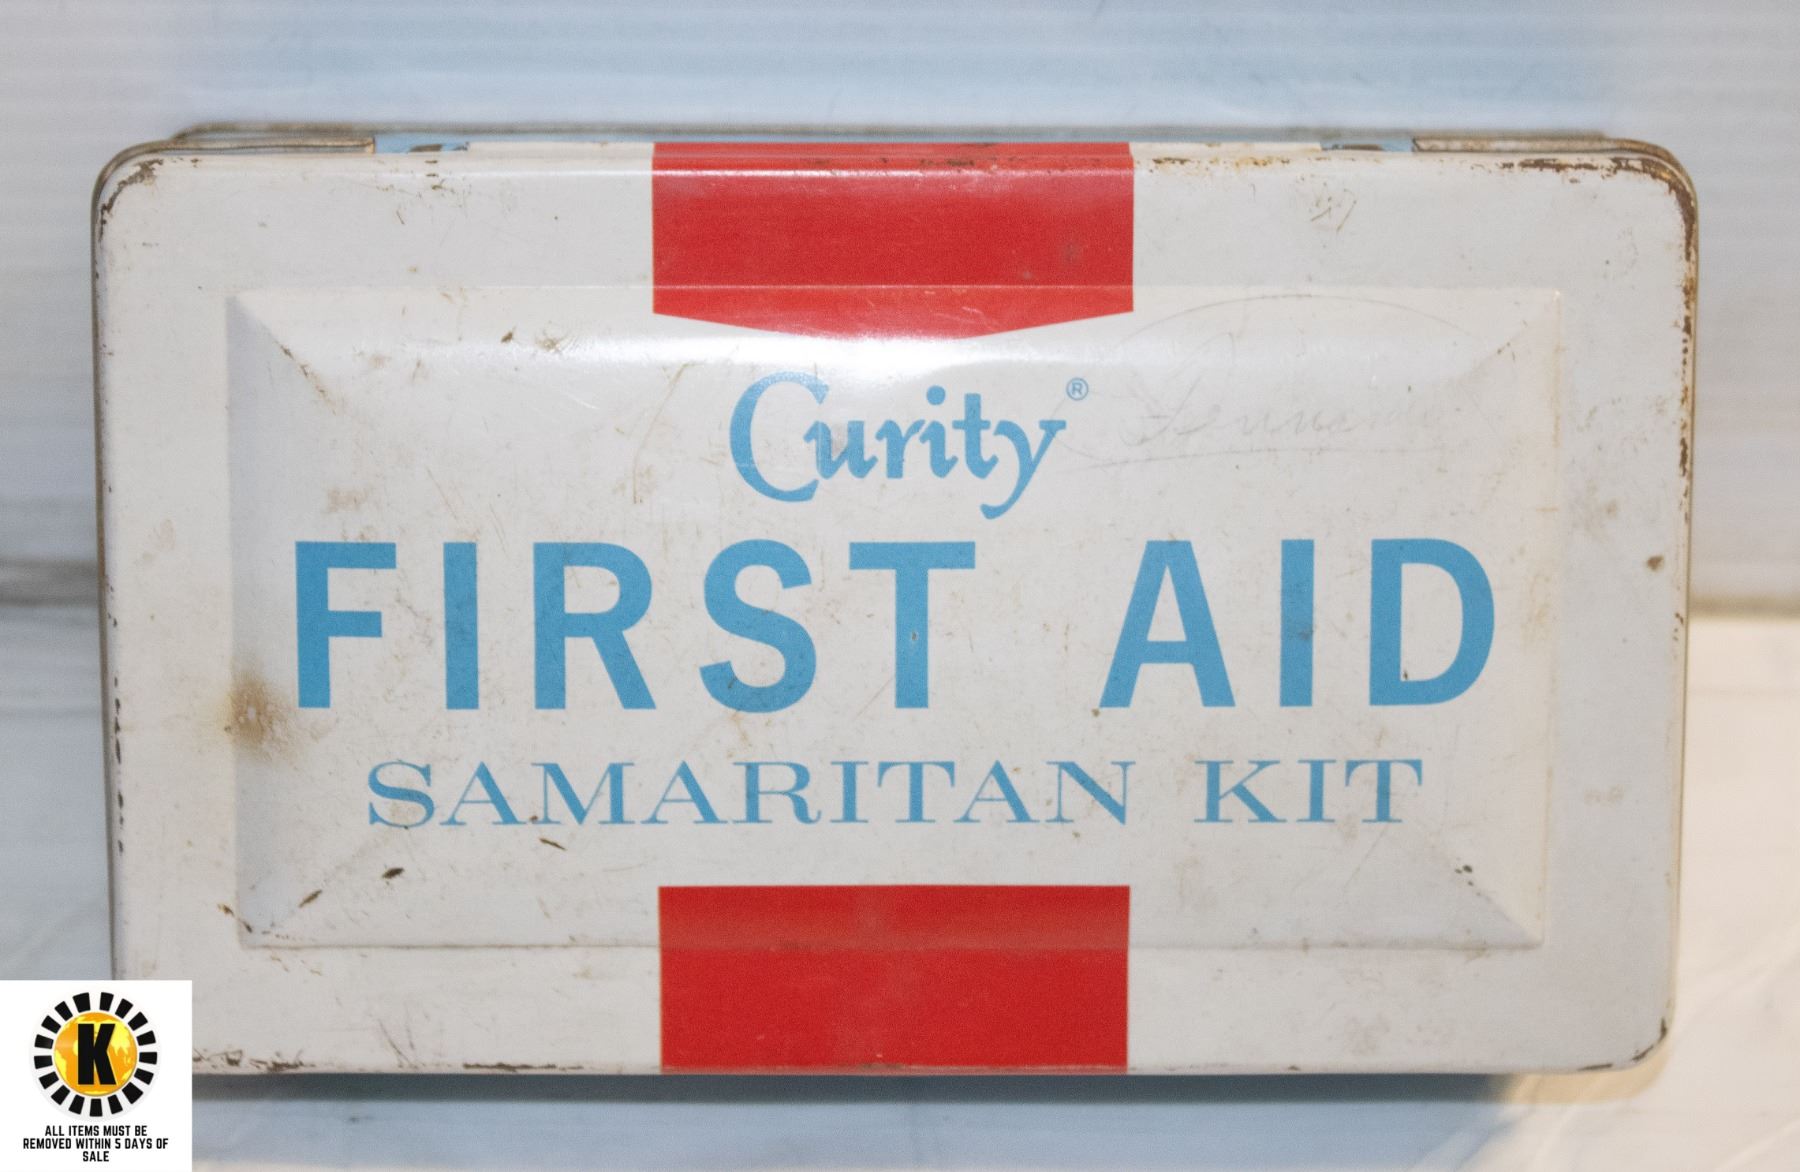 Curity®
FIRST AID
SAMARITAN KIT
K
ALL ITEMS MUST BE
REMOVED WITHIN 5 DAYS OF
SALE